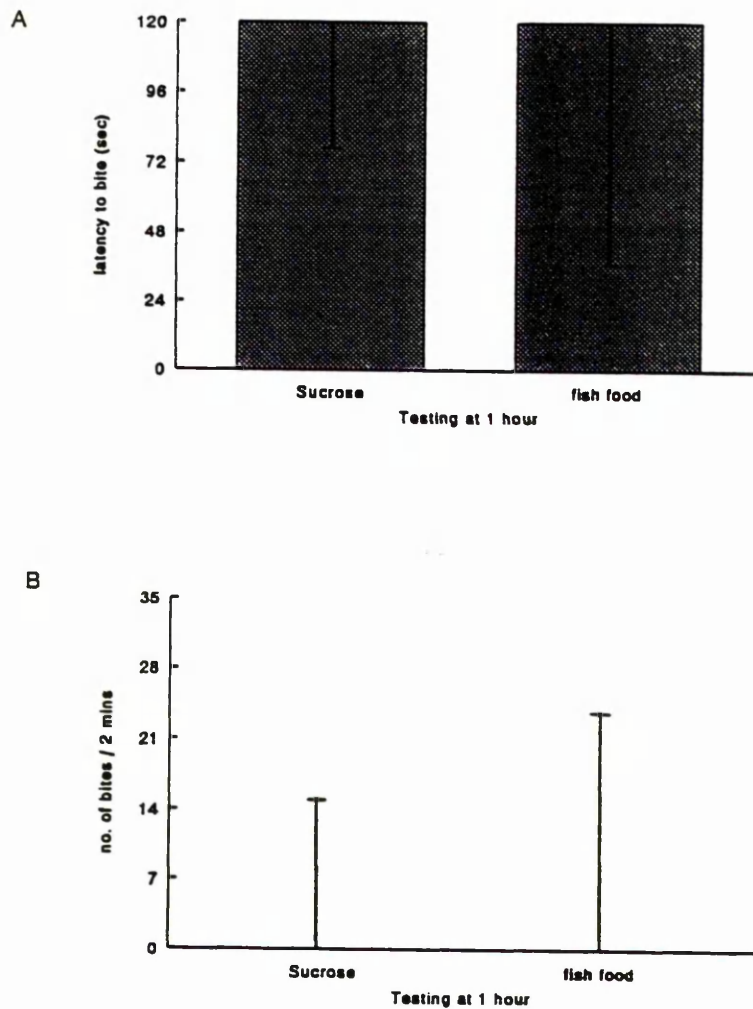 A
120
96
72
48
24
0
latency to bite (sec)
Sucrose fish food
Testing at 1 hour
B
35
28
21
14
7
0
no. of bites / 2 mins
Sucrose fish food
Testing at 1 hour